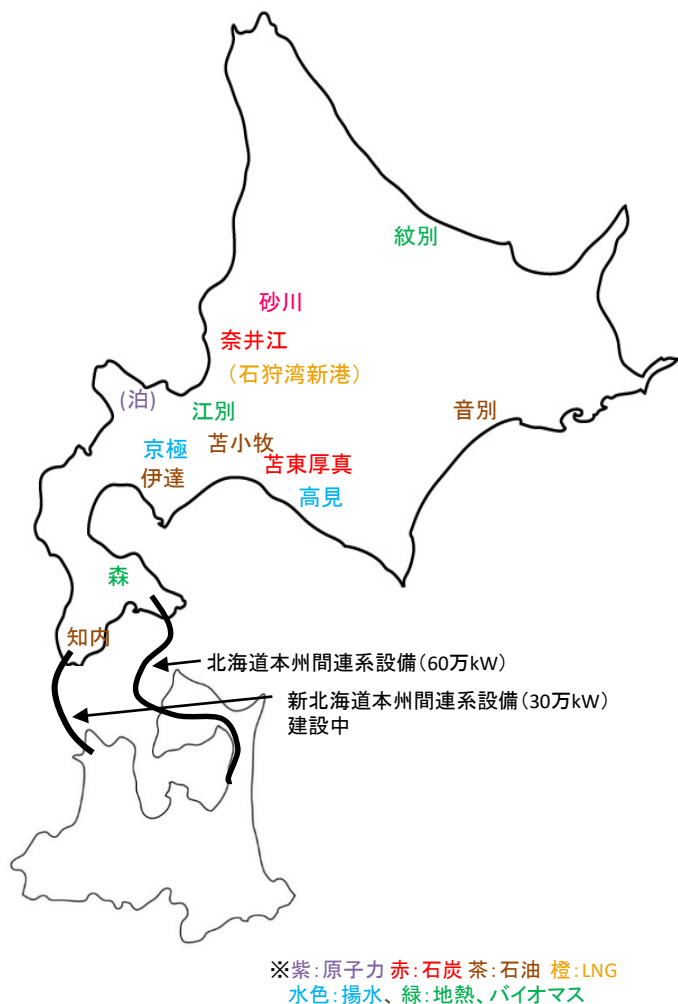 紋別
砂川
奈井江
（石狩湾新港）
(泊)
江別
音別
京極
苫小牧
伊達
苫東厚真
高見
森
知内
北海道本州間連系設備（60万kW）
新北海道本州間連系設備（30万kW）
建設中
※紫：原子力 赤：石炭 茶：石油 橙：LNG
水色：揚水、緑：地熱、バイオマス